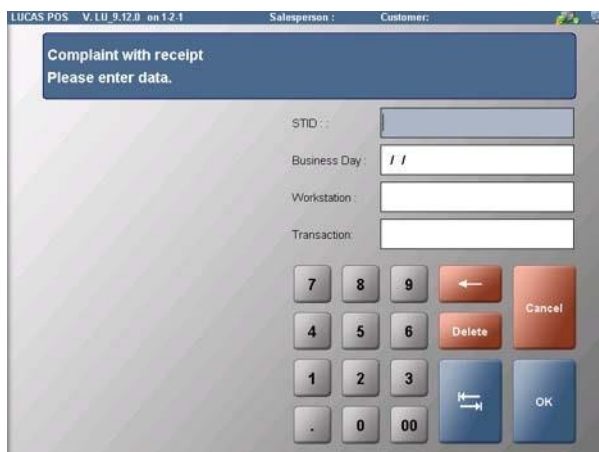 LUCAS POS V. LU_9.12.0 on 1-2-1 Salesperson : Customer:
Complaint with receipt
Please enter data.
STID : :
Business Day : / /
Workstation :
Transaction:
7 8 9
Cancel
4 5 6 Delete
1 2 3
OK
. 0 00